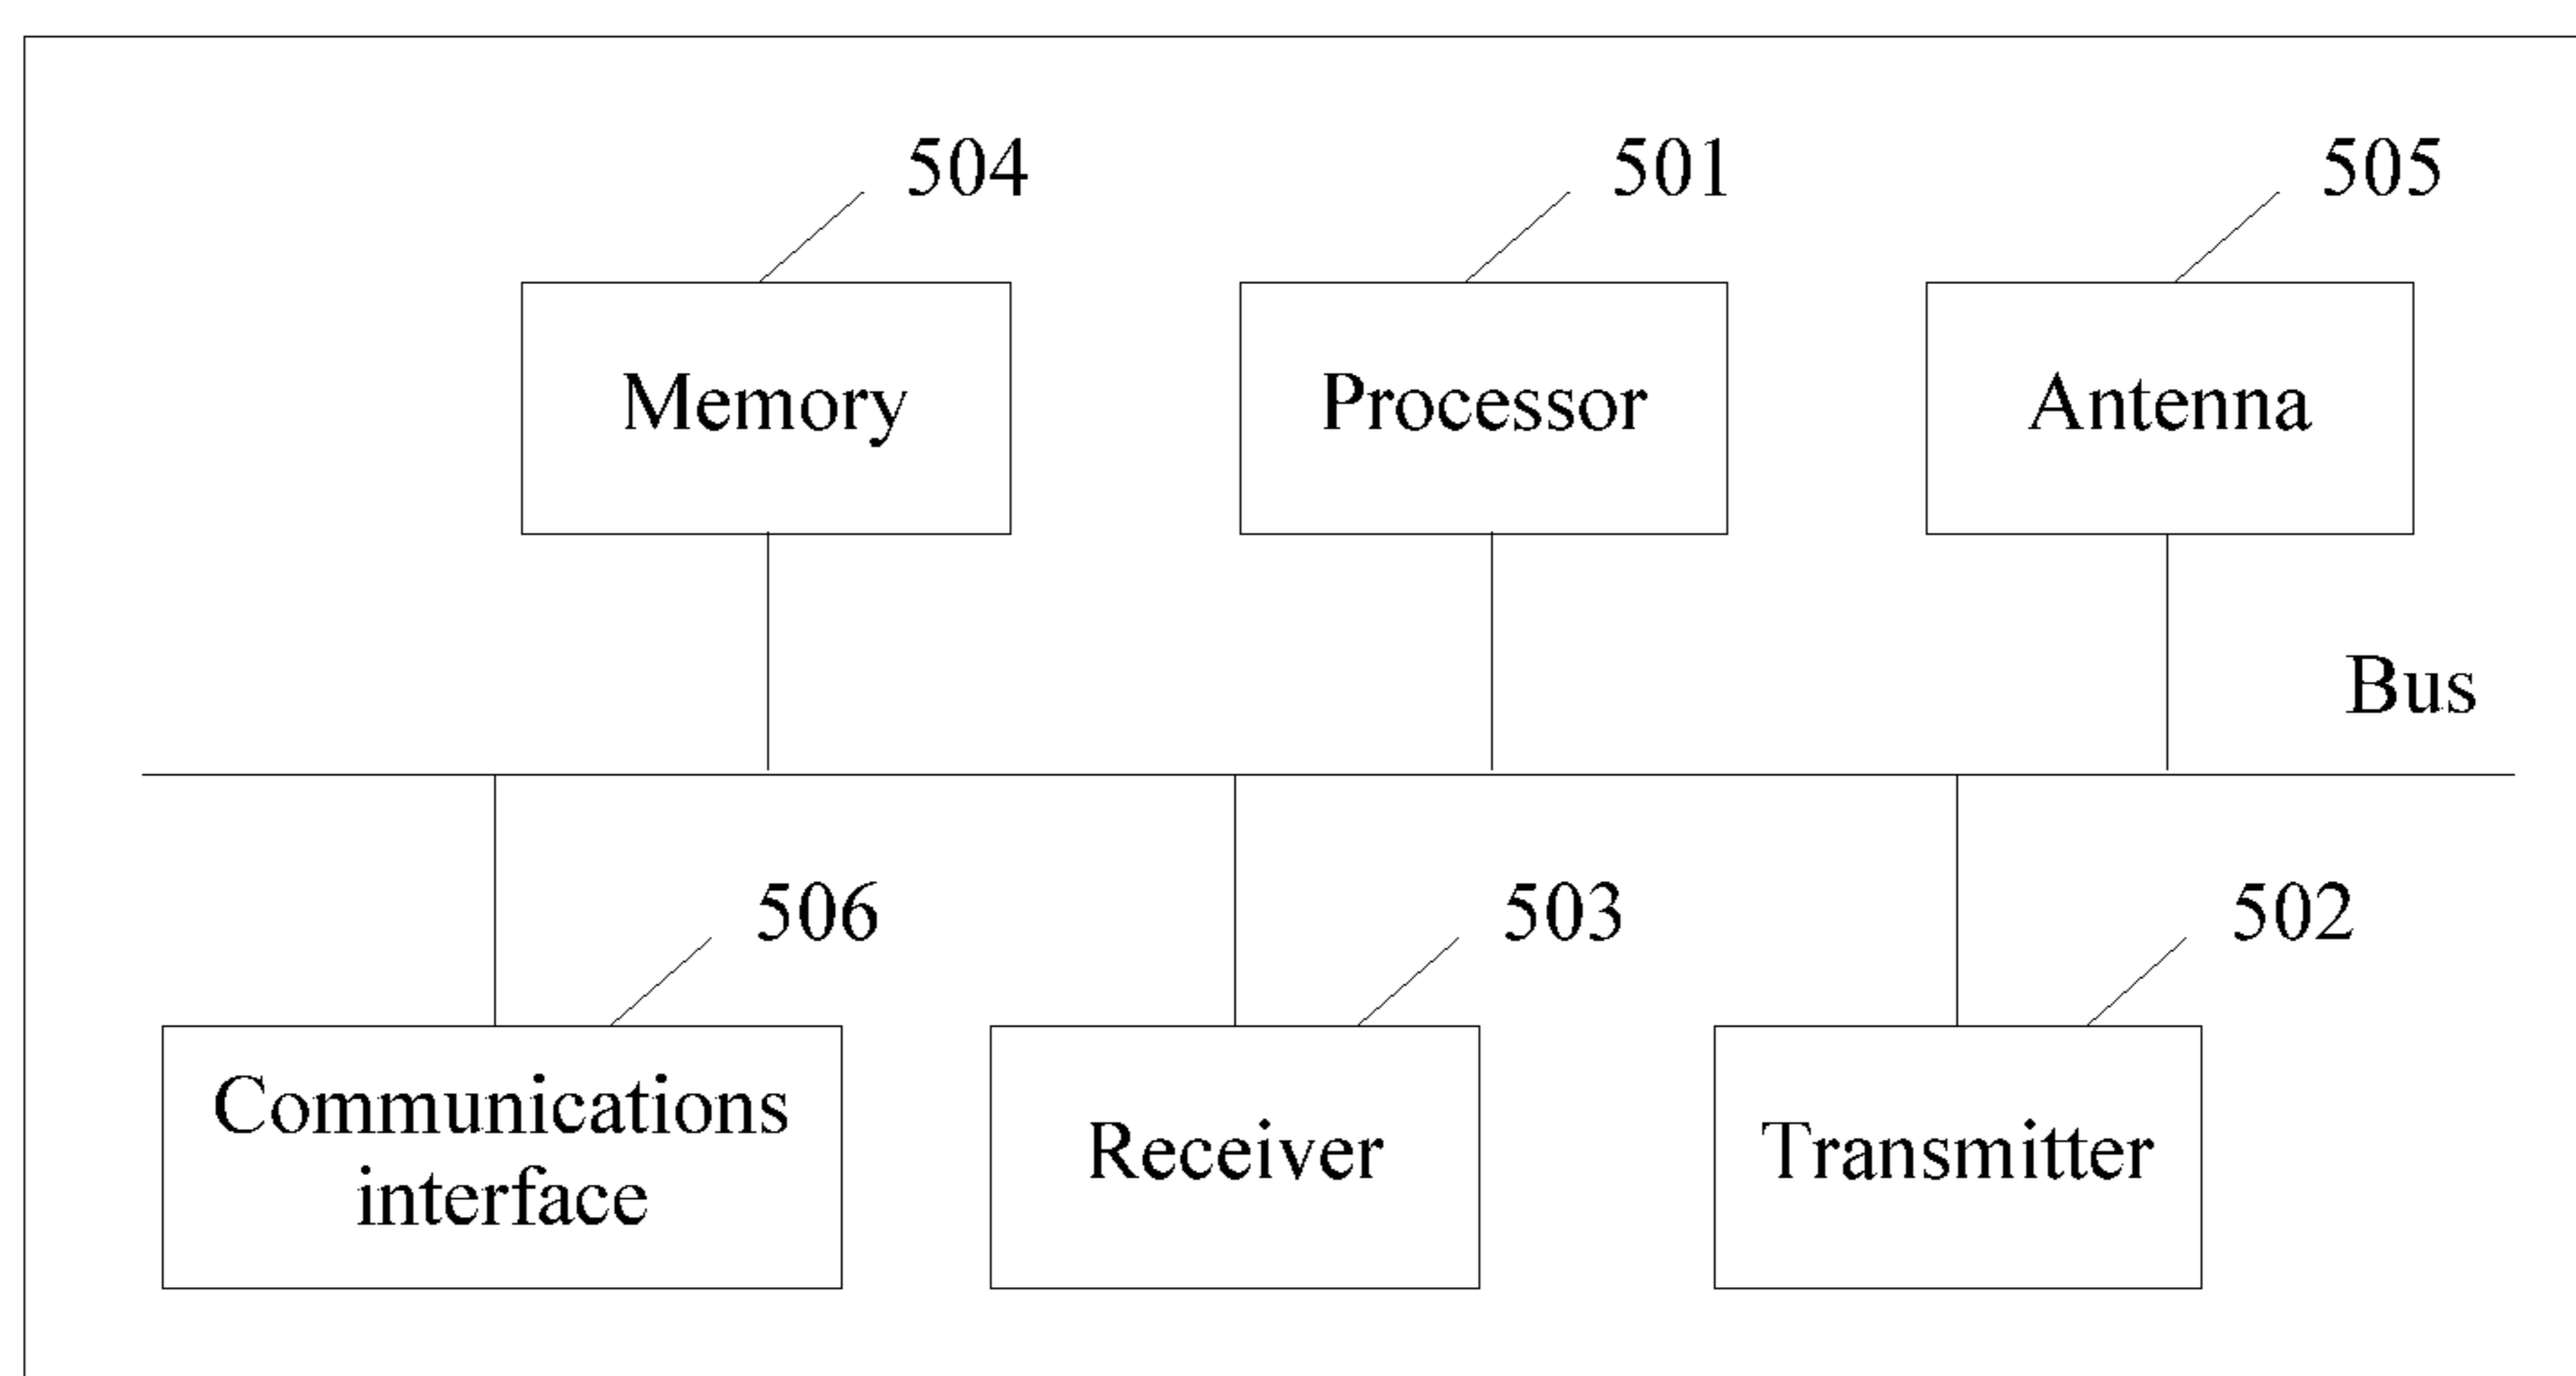 504
501
505
Memory
Processor
Antenna
Bus
506
503
502
Communications
interface
Receiver
Transmitter